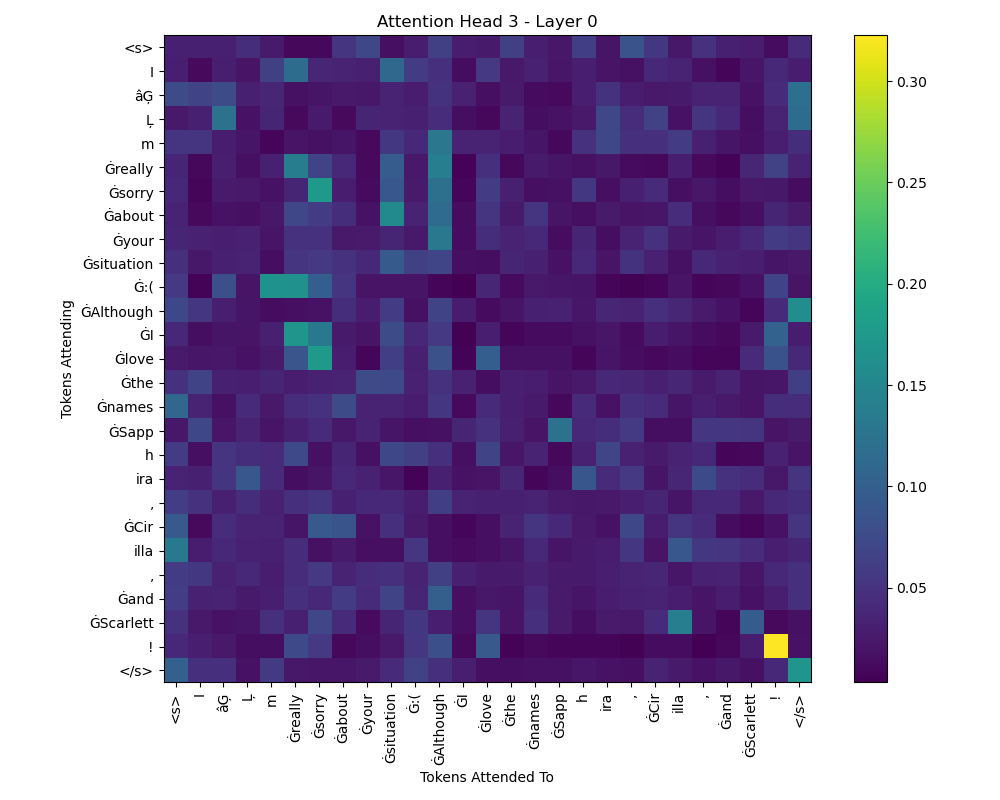 Attention Head 3 - Layer 0
Tokens Attending
<s>
I
âĢ
Ļ
m
Ġreally
Ġsorry
Ġabout
Ġyour
Ġsituation
Ġ:(
ĠAlthough
ĠI
Ġlove
Ġthe
Ġnames
ĠSapp
h
ira
,
ĠCir
illa
,
Ġand
ĠScarlett
!
</s>
<s>
I
âĢ
Ļ
m
Ġreally
Ġsorry
Ġabout
Ġyour
Ġsituation
Ġ:(
ĠAlthough
ĠI
Ġlove
Ġthe
Ġnames
ĠSapp
h
ira
,
ĠCir
illa
,
Ġand
ĠScarlett
!
</s>
Tokens Attended To
0.30
0.25
0.20
0.15
0.10
0.05